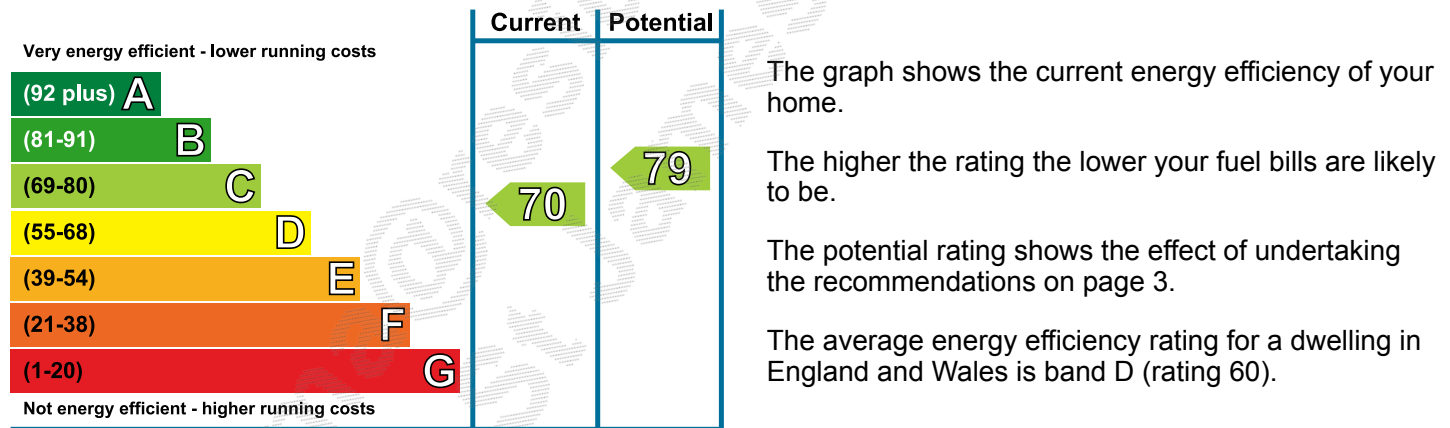 Current Potential
Very energy efficient - lower running costs
(92 plus) A
(81-91) B
(69-80) C
(55-68) D
(39-54) E
(21-38) F
(1-20) G
Not energy efficient - higher running costs
70
79
The graph shows the current energy efficiency of your
home.
The higher the rating the lower your fuel bills are likely
to be.
The potential rating shows the effect of undertaking
the recommendations on page 3.
The average energy efficiency rating for a dwelling in
England and Wales is band D (rating 60).